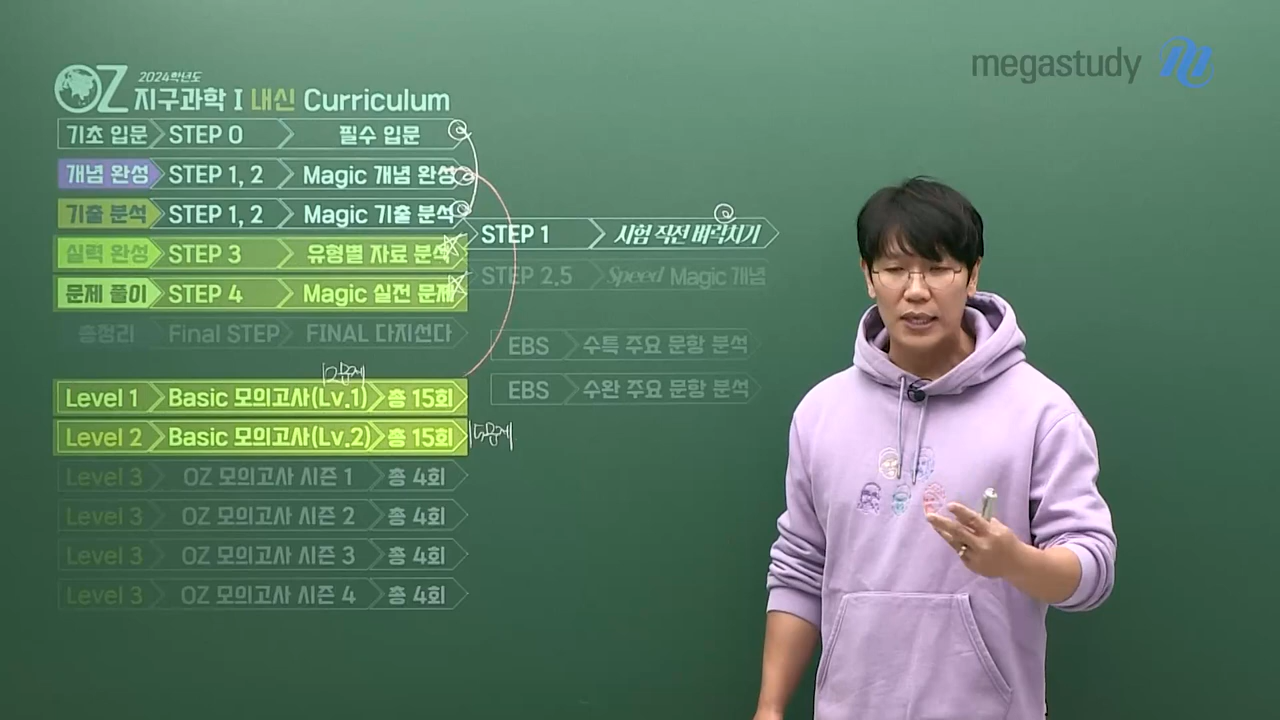 megastudy
OZ 2024학년도
지구과학 I 내신 Curriculum
기초 입문 STEP 0 필수 입문
개념 완성 STEP 1, 2 Magic 개념 완성
기출 분석 STEP 1, 2 Magic 기출 분석
STEP 1 시험 직전 벼락치기
실력 완성 STEP 3 유형별 자료 분석
STEP 2.5 Speed Magic 개념
문제 풀이 STEP 4 Magic 실전 문제
총정리 Final STEP FINAL 다지선다
EBS 수특 주요 문항 분석
12문제
EBS 수완 주요 문항 분석
Level 1 Basic 모의고사(Lv.1) 총 15회
Level 2 Basic 모의고사(Lv.2) 총 15회 15문제
Level 3 OZ 모의고사 시즌 1 총 4회
Level 3 OZ 모의고사 시즌 2 총 4회
Level 3 OZ 모의고사 시즌 3 총 4회
Level 3 OZ 모의고사 시즌 4 총 4회